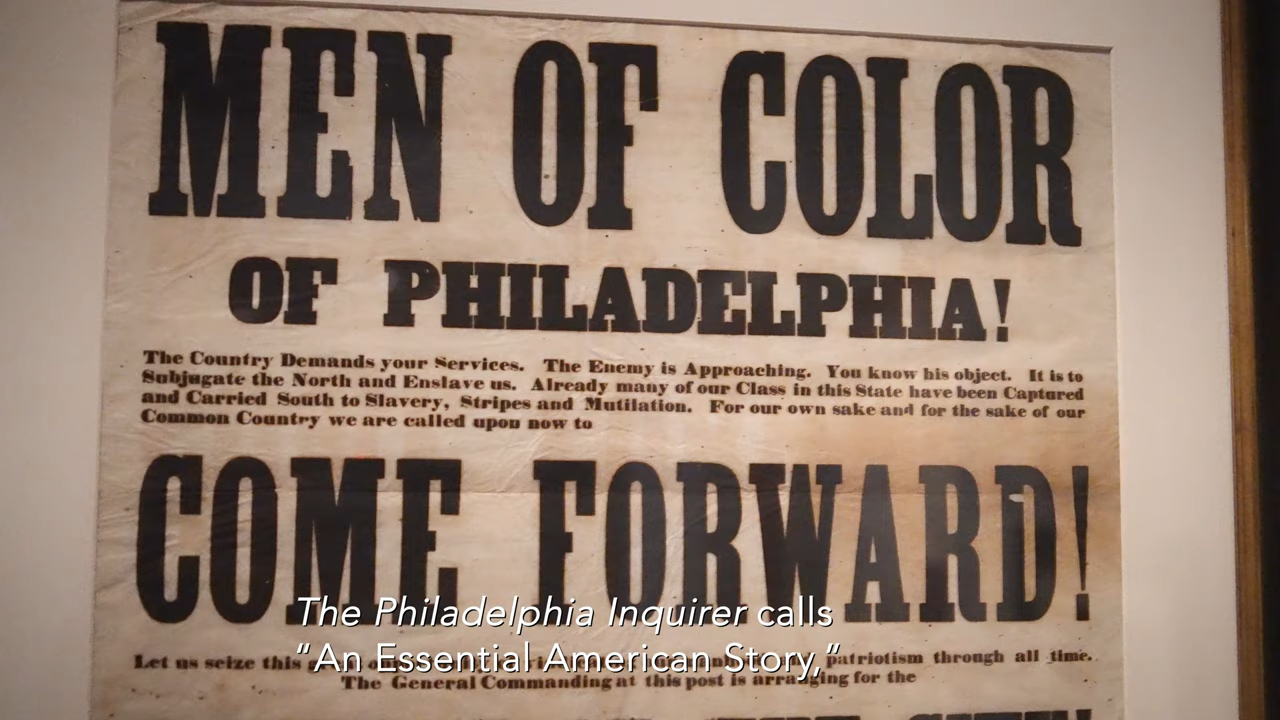 MEN OF COLOR
OF PHILADELPHIA!
The Country Demands your Services. The Enemy is Approaching. You know his object. It is to
Subjugate the North and Enslave us. Already many of our Class in this State have been Captured
and Carried South to Slavery, Stripes and Mutilation. For our own sake and for the sake of our
Common Country we are called upon now to
COME FORWARD!
The Philadelphia Inquirer calls
“An Essential American Story,”
Let us seize this patriotism through all time.
The General Commanding at this post is arranging for the